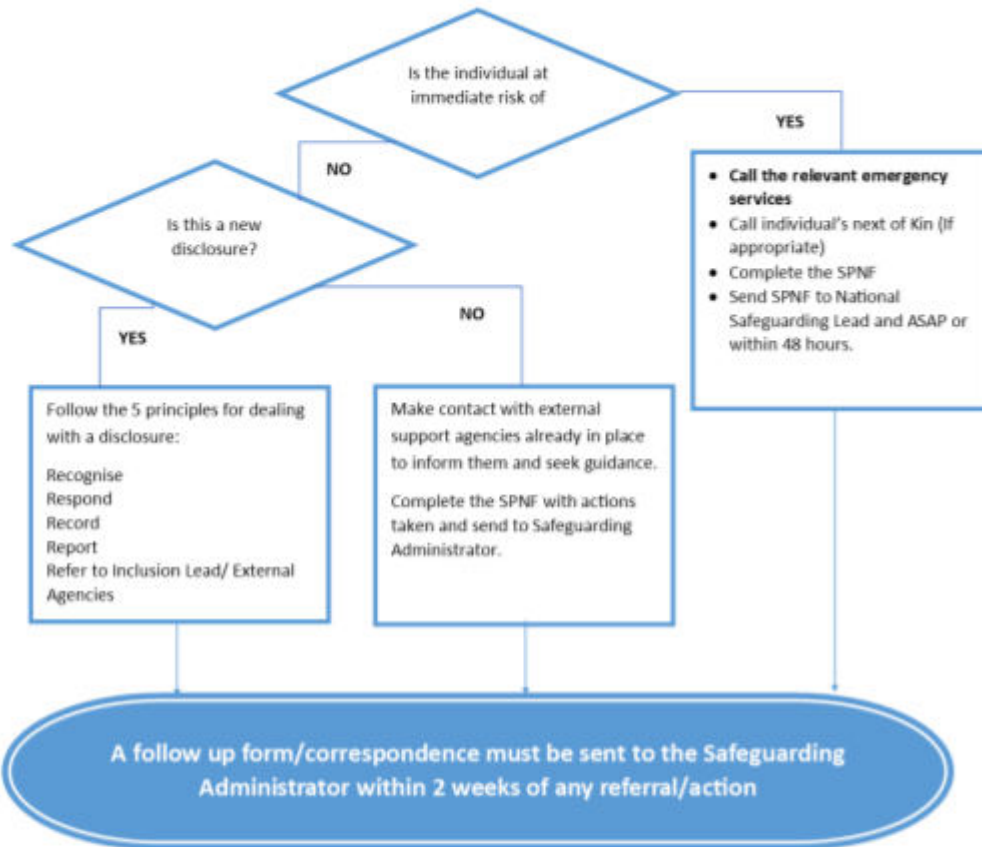 Is the individual at
immediate risk of
YES
NO
• Call the relevant emergency
services
• Call individual's next of Kin (If
appropriate)
• Complete the SPNF
• Send SPNF to National
Safeguarding Lead and ASAP or
within 48 hours.
Is this a new
disclosure?
YES
NO
Follow the 5 principles for dealing
with a disclosure:
Recognise
Respond
Record
Report
Refer to Inclusion Lead/ External
Agencies
Make contact with external
support agencies already in place
to inform them and seek guidance.
Complete the SPNF with actions
taken and send to Safeguarding
Administrator.
A follow up form/correspondence must be sent to the Safeguarding
Administrator within 2 weeks of any referral/action